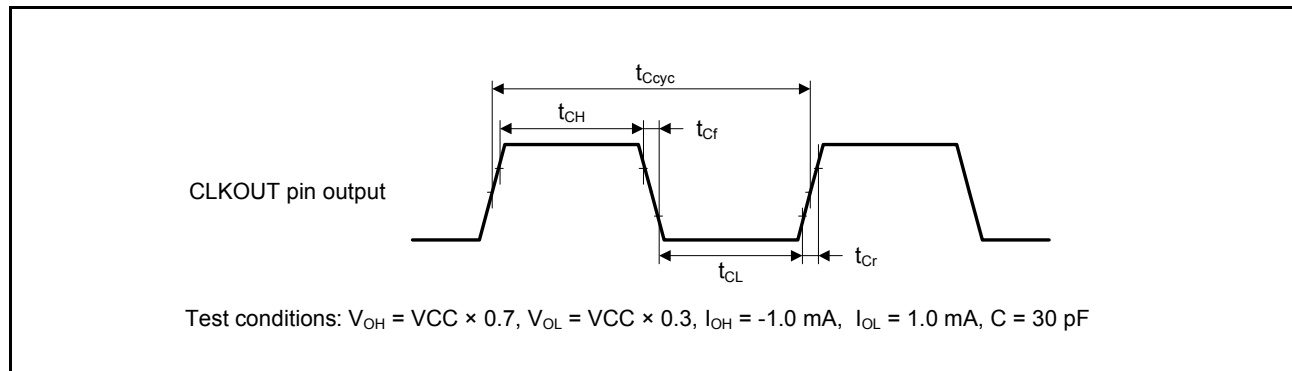 tCcyc
tCH
tCf
CLKOUT pin output
tCL
tCr
Test conditions: VOH = VCC × 0.7, VOL = VCC × 0.3, IOH = -1.0 mA, IOL = 1.0 mA, C = 30 pF